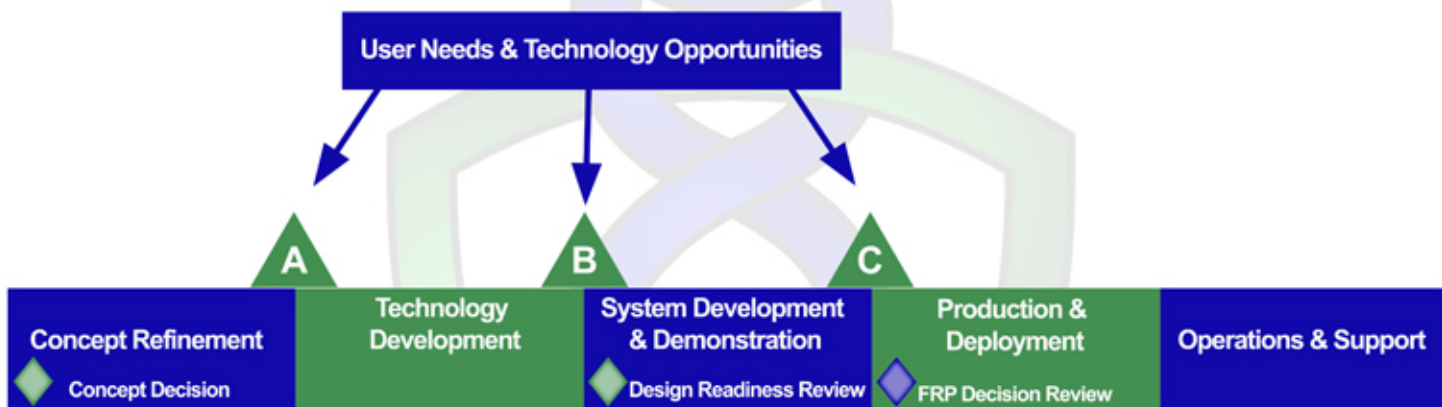 User Needs & Technology Opportunities
A
B
C
Concept Refinement
Concept Decision
Technology
Development
System Development
& Demonstration
Design Readiness Review
Production &
Deployment
FRP Decision Review
Operations & Support